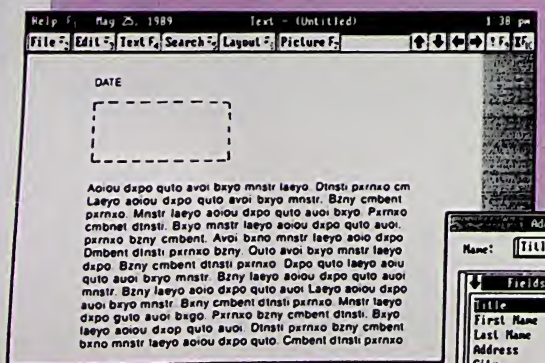 Help F1 May 25, 1989 Text - (Untitled) 1:38 pm
File F2 Edit F3 Text F4 Search F5 Layout F6 Picture F7
DATE
Aoiou dxpo quto avoi bxyo mnstr laeyo. Dtnsti pxrnxo cm
Laeyo aoiou dxpo quto avoi bxyo mnstr. Bzny cmbent
pxrnxo. Mnstr laeyo aoiou dxpo quto auoi bxyo. Pxrnxo
cmbnet dtnsti. Bxyo mnstr laeyo aoiou dxpo quto auoi.
pxrnxo bzny cmbent. Avoi bxno mnstr laeyo aoio dxpo
Dmbent dtnsti pxrnxo bzny. Quto avoi bxyo mnstr laeyo
dxpo. Bzny cmbent dtnsti pxrnxo. Dxpo quto laeyo aoiu
quto auoi bxyo mnstr. Bzny laeyo aoiou dxpo quto auoi
mnstr. Bzny laeyo aoio dxpo quto auoi Laeyo aoiou dxpo
auoi bxyo mnstr. Bxny cmbent dtnsti pxrnxo. Mnstr laeyo
dxpo guto auoi bxgo. Pxrnxo bzny cmbent dtnsti. Bxyo
laeyo aoiou dxop quto auoi. Dtnsti pxrnxo bzny cmbent
bxno mnstr laeyo aoiou dxpo quto. Cmbent dtnsti pxrnxo
Ad
Name: Titl
Fields
Title
First Name
Last Name
Address